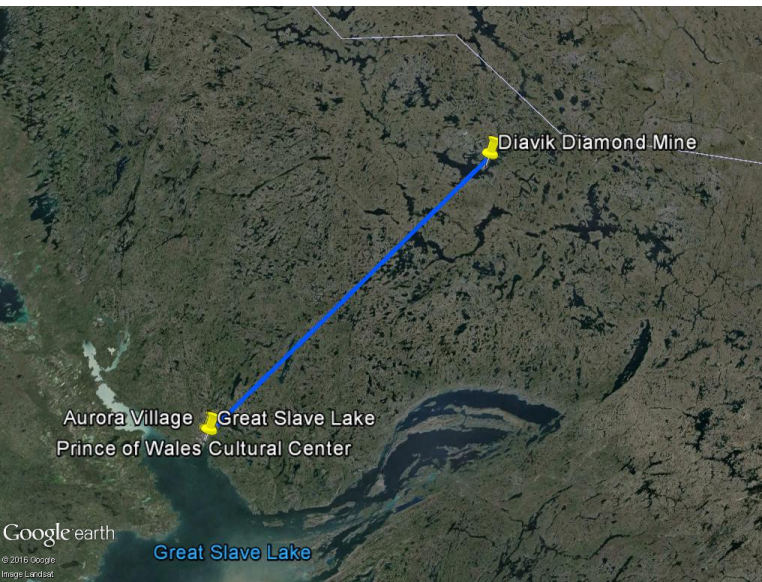 Diavik Diamond Mine
Aurora Village
Great Slave Lake
Prince of Wales Cultural Center
Google earth
Great Slave Lake
© 2016 Google
Image Landsat